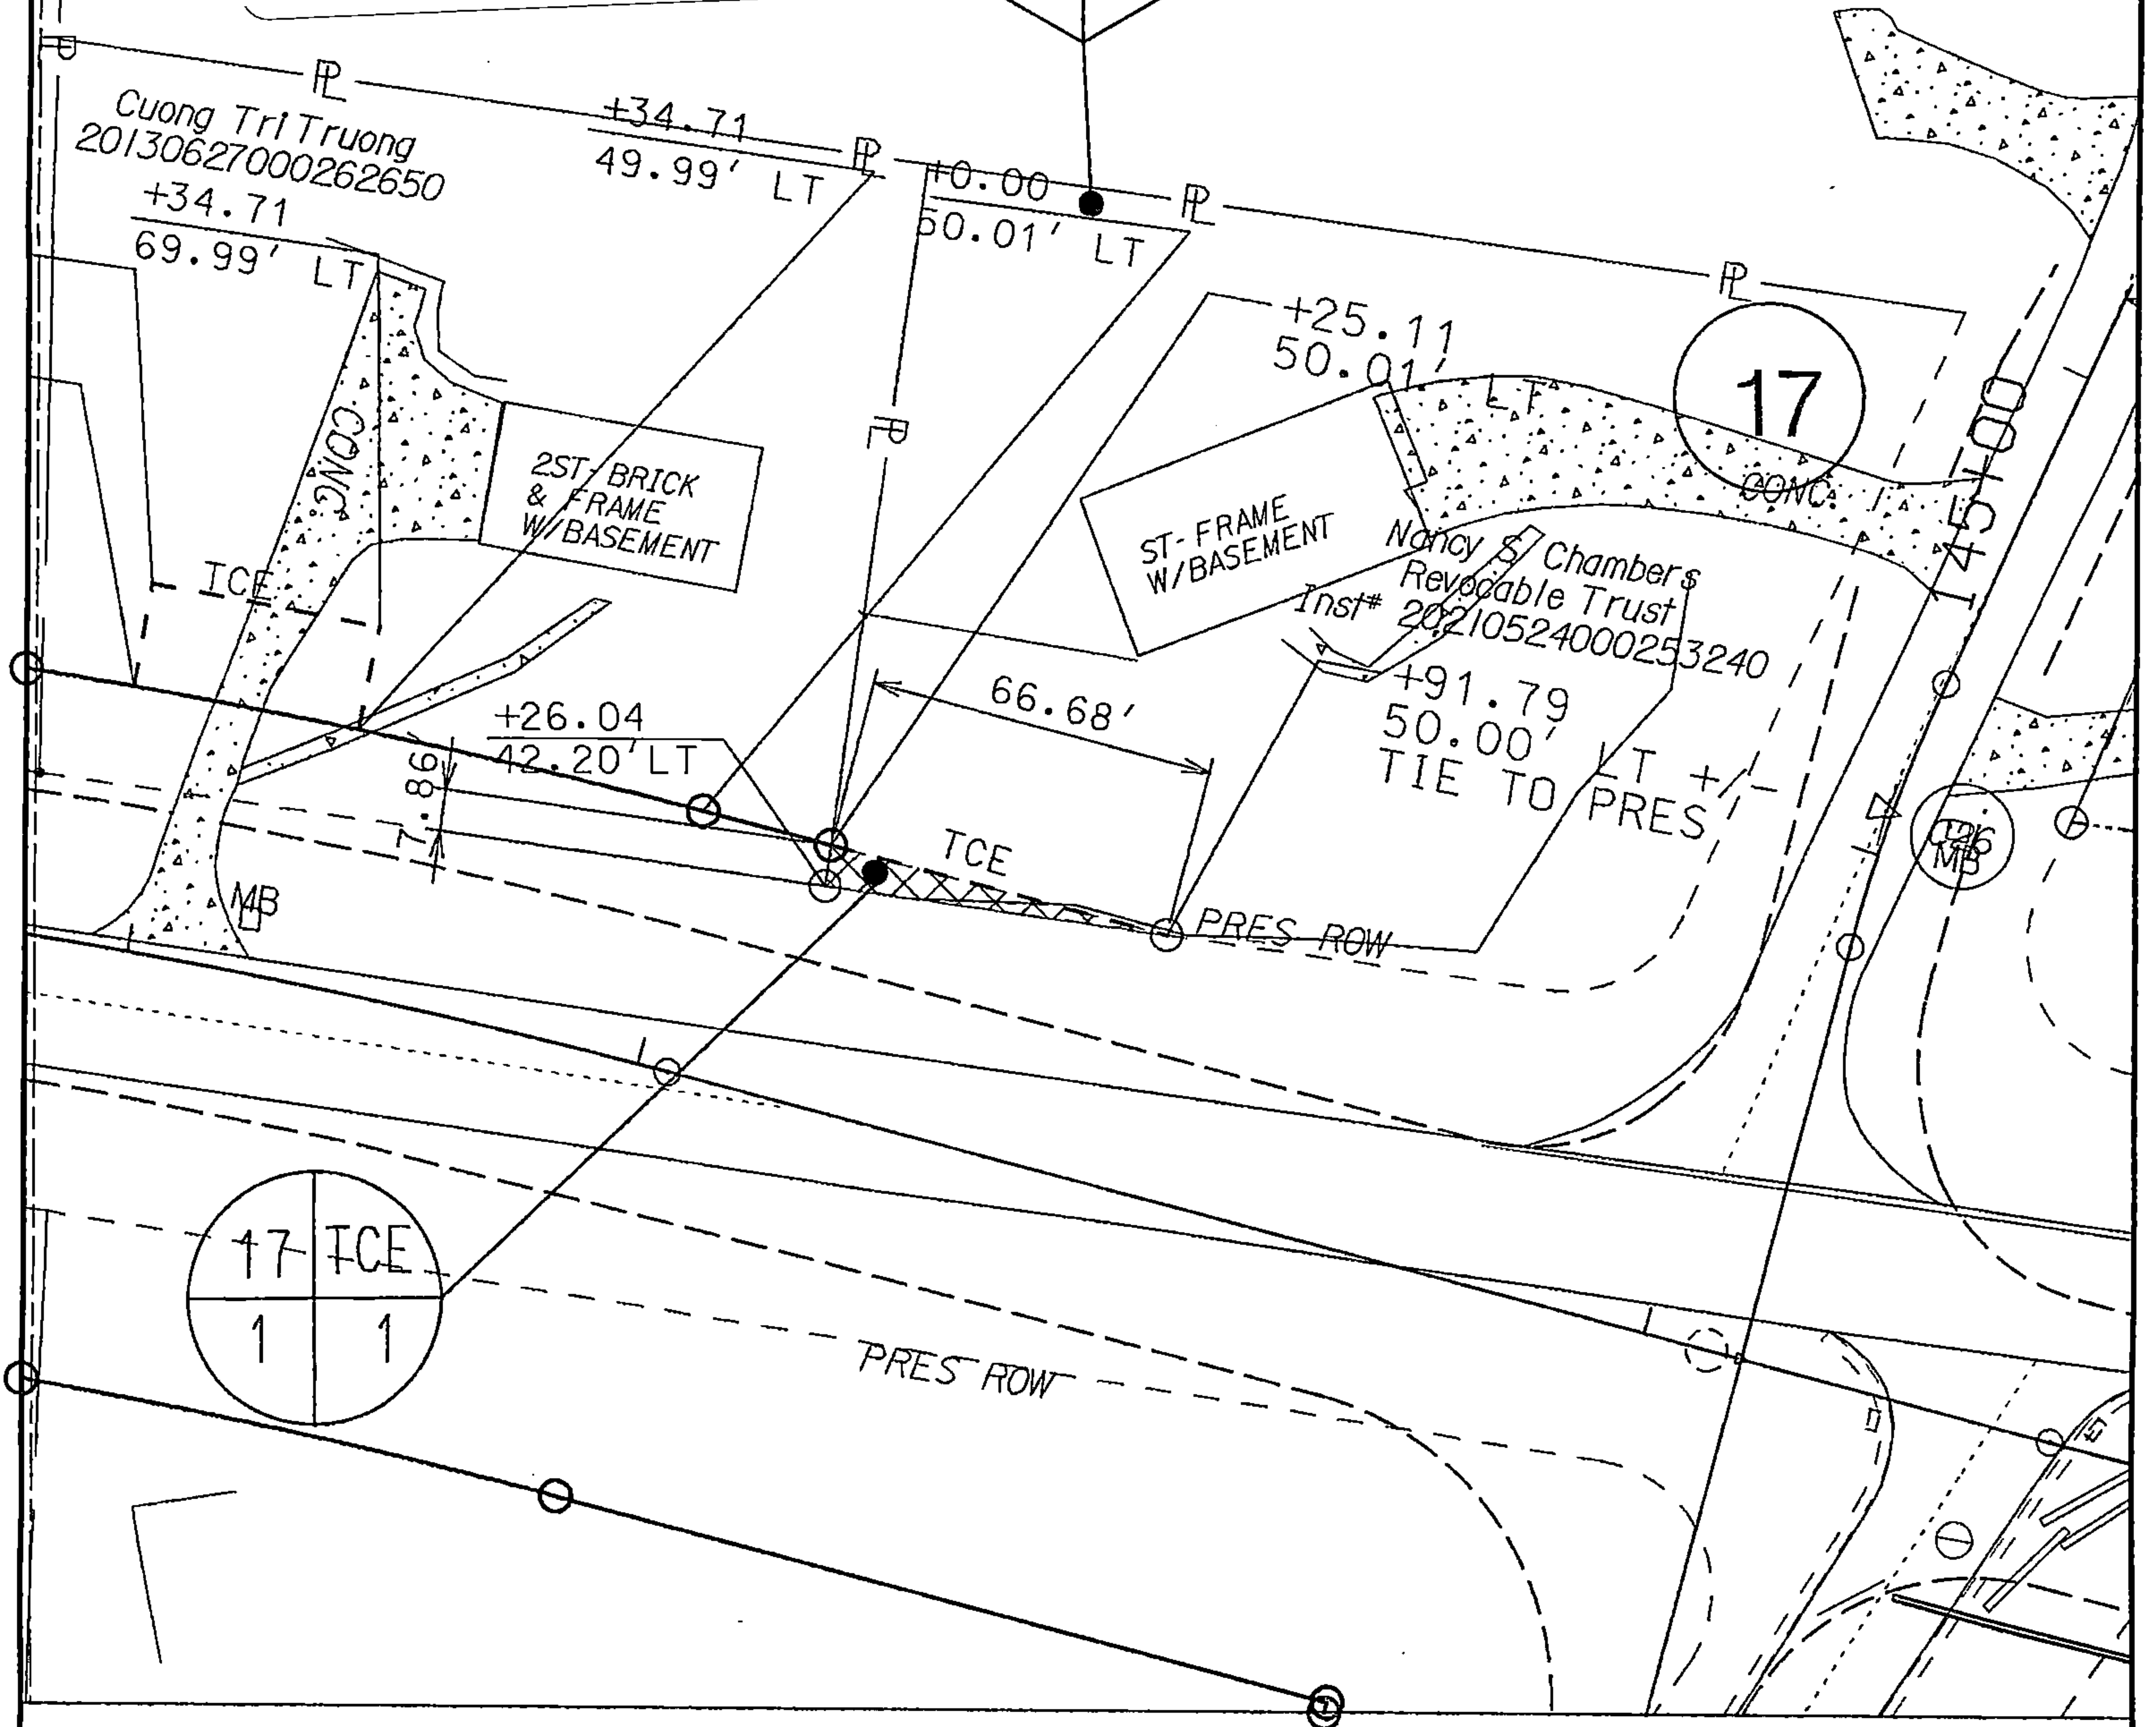 PL
PL
Cuong Tri Truong
20130627000262650
+34.71
69.99' LT
+34.71
49.99' LT
PL
+0.00
50.01' LT
PL
PL
+25.11
50.01' LT
17
145+00
CONC.
CONC.
PL
2ST-BRICK
& FRAME
W/BASEMENT
ST-FRAME
W/BASEMENT
Nancy S Chambers
Revocable Trust
Inst# 20210524000253240
TCE
+26.04
42.20' LT
7.86'
66.68'
+91.79
50.00' LT +/-
TIE TO PRES
TCE
PRES ROW
MB
MB
17 TCE
1 1
PRES ROW